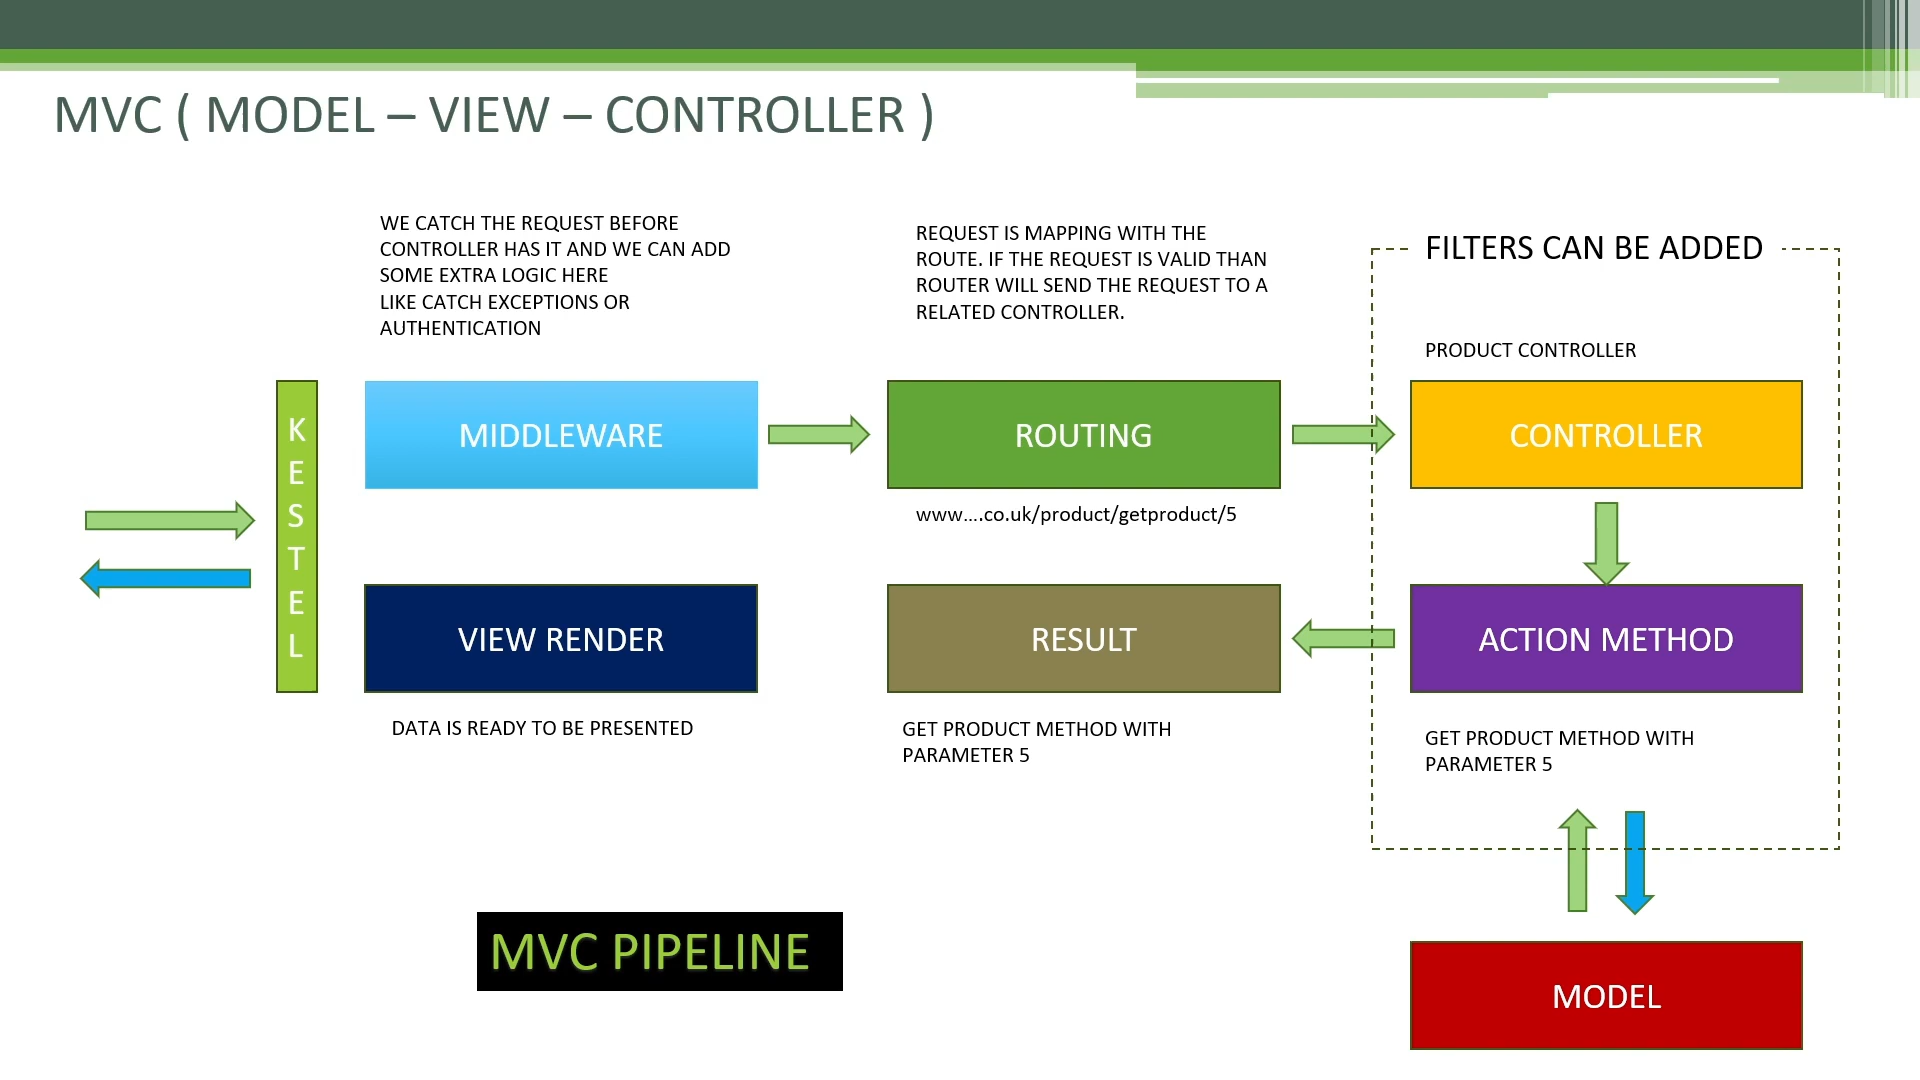 MVC ( MODEL – VIEW – CONTROLLER )
WE CATCH THE REQUEST BEFORE
CONTROLLER HAS IT AND WE CAN ADD
SOME EXTRA LOGIC HERE
LIKE CATCH EXCEPTIONS OR
AUTHENTICATION
REQUEST IS MAPPING WITH THE
ROUTE. IF THE REQUEST IS VALID THAN
ROUTER WILL SEND THE REQUEST TO A
RELATED CONTROLLER.
FILTERS CAN BE ADDED
PRODUCT CONTROLLER
KESTEL
MIDDLEWARE
ROUTING
CONTROLLER
www....co.uk/product/getproduct/5
VIEW RENDER
RESULT
ACTION METHOD
DATA IS READY TO BE PRESENTED
GET PRODUCT METHOD WITH
PARAMETER 5
GET PRODUCT METHOD WITH
PARAMETER 5
MVC PIPELINE
MODEL